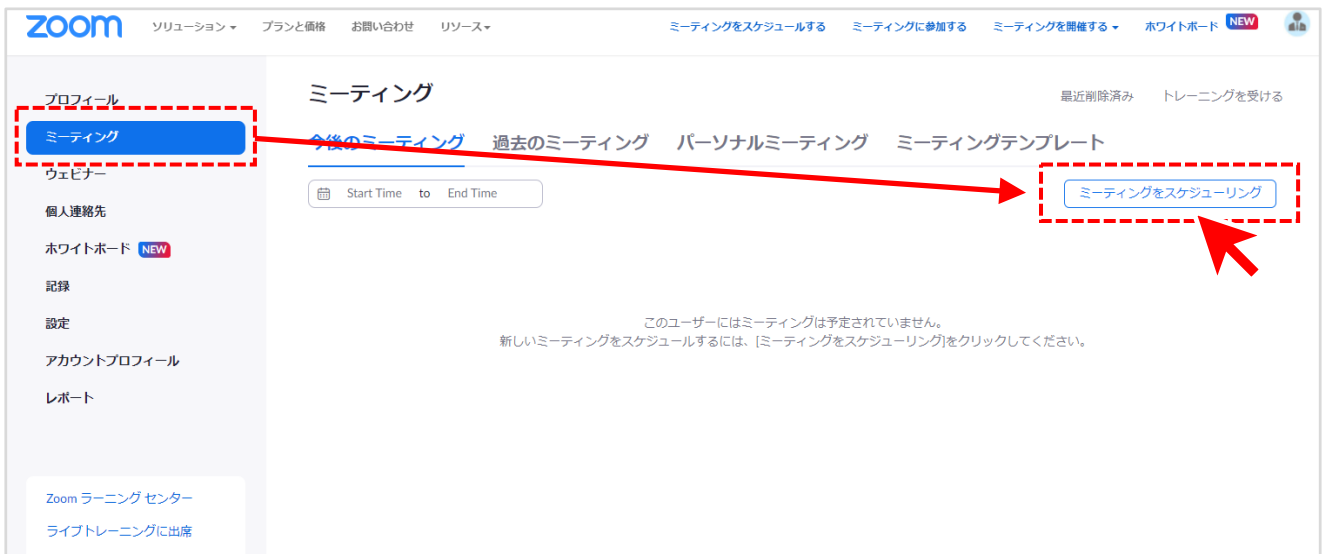 zoom ソリューション プランと価格 お問い合わせ リソース ミーティングをスケジュールする ミーティングに参加する ミーティングを開催する ホワイトボード NEW
プロフィール
ミーティング
ウェビナー
個人連絡先
ホワイトボード NEW
記録
設定
アカウントプロフィール
レポート
Zoom ラーニング センター
ライブトレーニングに出席
ミーティング
最近削除済み トレーニングを受ける
今後のミーティング 過去のミーティング パーソナルミーティング ミーティングテンプレート
Start Time to End Time
ミーティングをスケジューリング
このユーザーにはミーティングは予定されていません。
新しいミーティングをスケジュールするには、[ミーティングをスケジューリング]をクリックしてください。